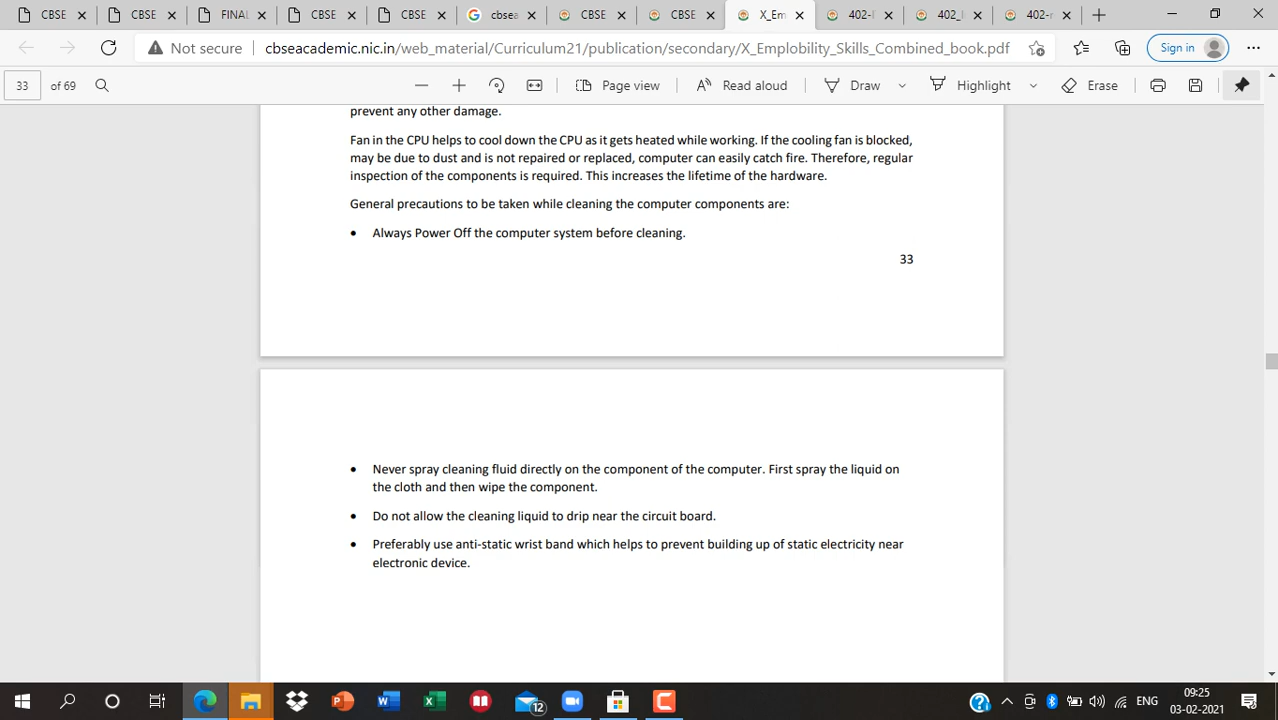 CBSE
CBSE
FINAL
CBSE
CBSE
cbsea
CBSE
CBSE
X_Em
402-I
402_I
402-r
Not secure
cbseacademic.nic.in/web_material/Curriculum21/publication/secondary/X_Emplobility_Skills_Combined_book.pdf
Sign in
33 of 69
Page view
Read aloud
Draw
Highlight
Erase
prevent any other damage.
Fan in the CPU helps to cool down the CPU as it gets heated while working. If the cooling fan is blocked,
may be due to dust and is not repaired or replaced, computer can easily catch fire. Therefore, regular
inspection of the components is required. This increases the lifetime of the hardware.
General precautions to be taken while cleaning the computer components are:
• Always Power Off the computer system before cleaning.
33
• Never spray cleaning fluid directly on the component of the computer. First spray the liquid on
the cloth and then wipe the component.
• Do not allow the cleaning liquid to drip near the circuit board.
• Preferably use anti-static wrist band which helps to prevent building up of static electricity near
electronic device.
12
ENG
09:25
03-02-2021